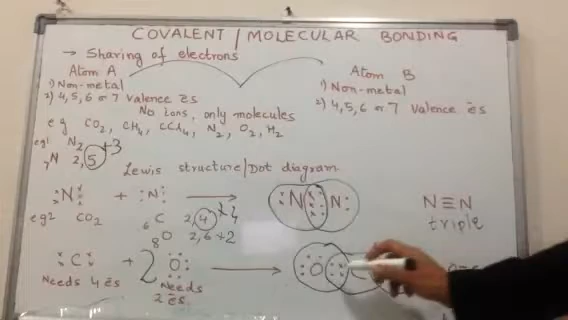 COVALENT / MOLECULAR BONDING
→ Sharing of electrons
Atom A
Atom B
1) Non-metal
1) Non-metal
2) 4, 5, 6 or 7 valence ēs
2) 4, 5, 6 or 7 valence ēs
No Ions, only molecules
eg CO₂, CH₄, CCl₄, N₂, O₂, H₂
eg1 N₂
₇N 2, 5 +3
Lewis structure/Dot diagram
N + N → N N
N≡N
triple
eg2 CO₂
₆C 2, 4 +4
₈O 2, 6 +2
C + 2 O → O
Needs 4 ēs
Needs 2 ēs